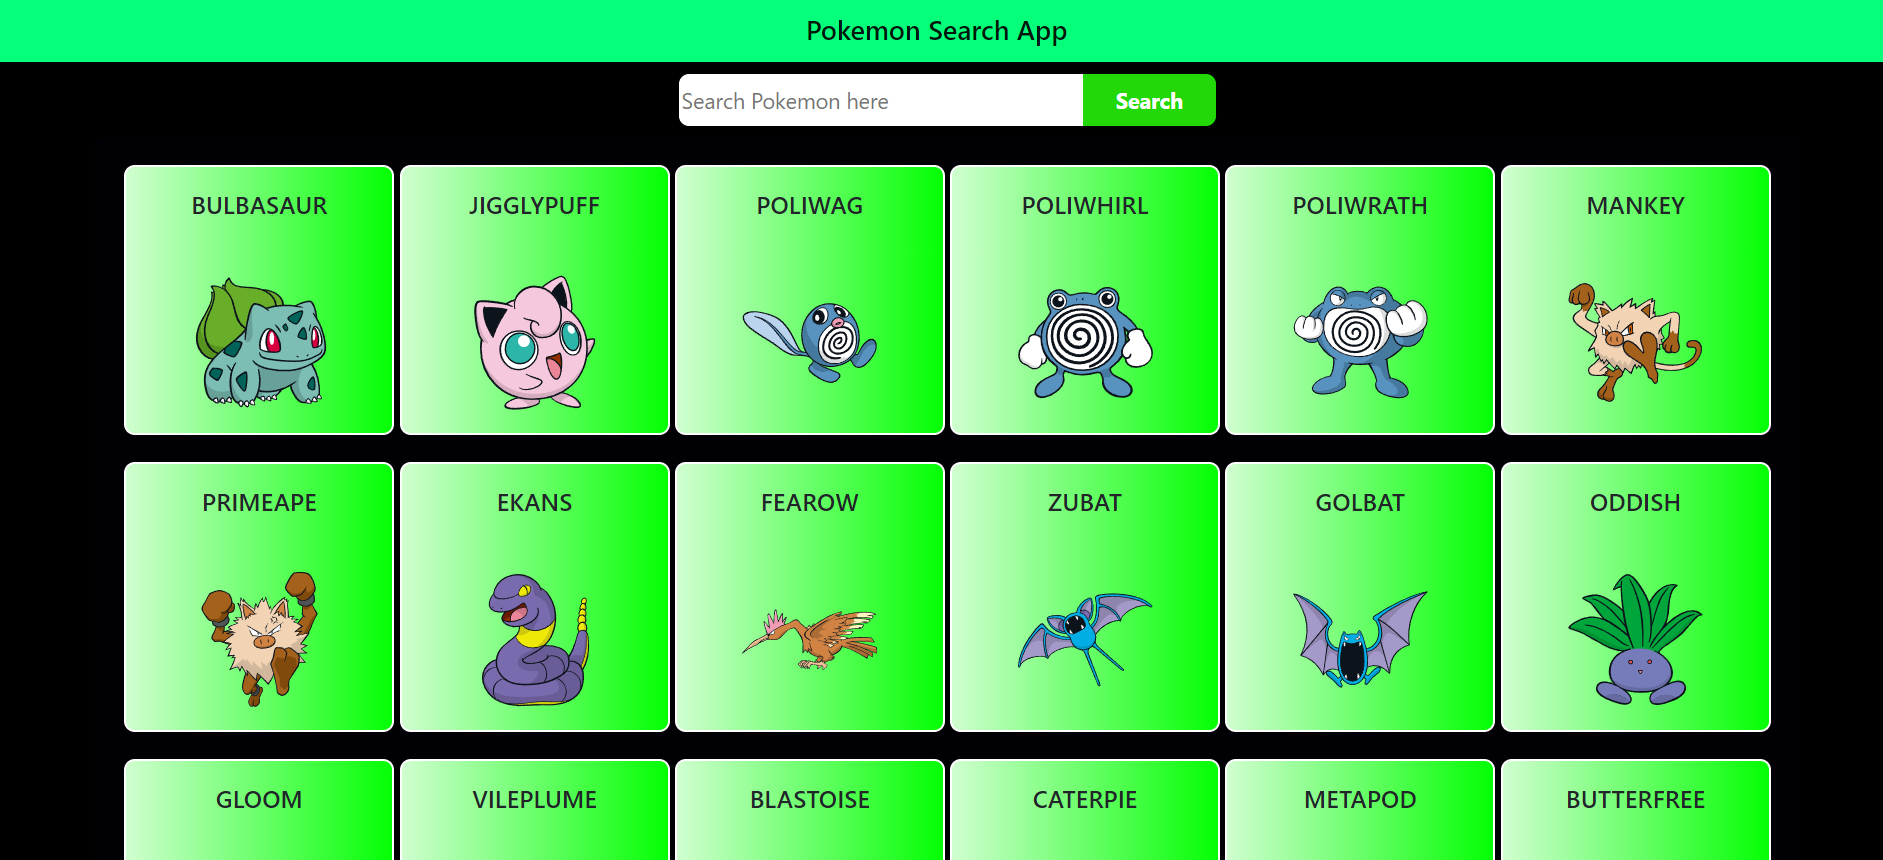 Pokemon Search App
Search Pokemon here
Search
BULBASAUR
JIGGLYPUFF
POLIWAG
POLIWHIRL
POLIWRATH
MANKEY
PRIMEAPE
EKANS
FEAROW
ZUBAT
GOLBAT
ODDISH
GLOOM
VILEPLUME
BLASTOISE
CATERPIE
METAPOD
BUTTERFREE